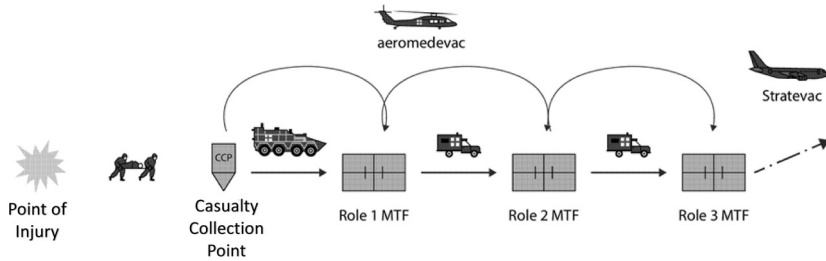 aeromedevac
Stratevac
CCP
Point of
Injury
Casualty
Collection
Point
Role 1 MTF
Role 2 MTF
Role 3 MTF